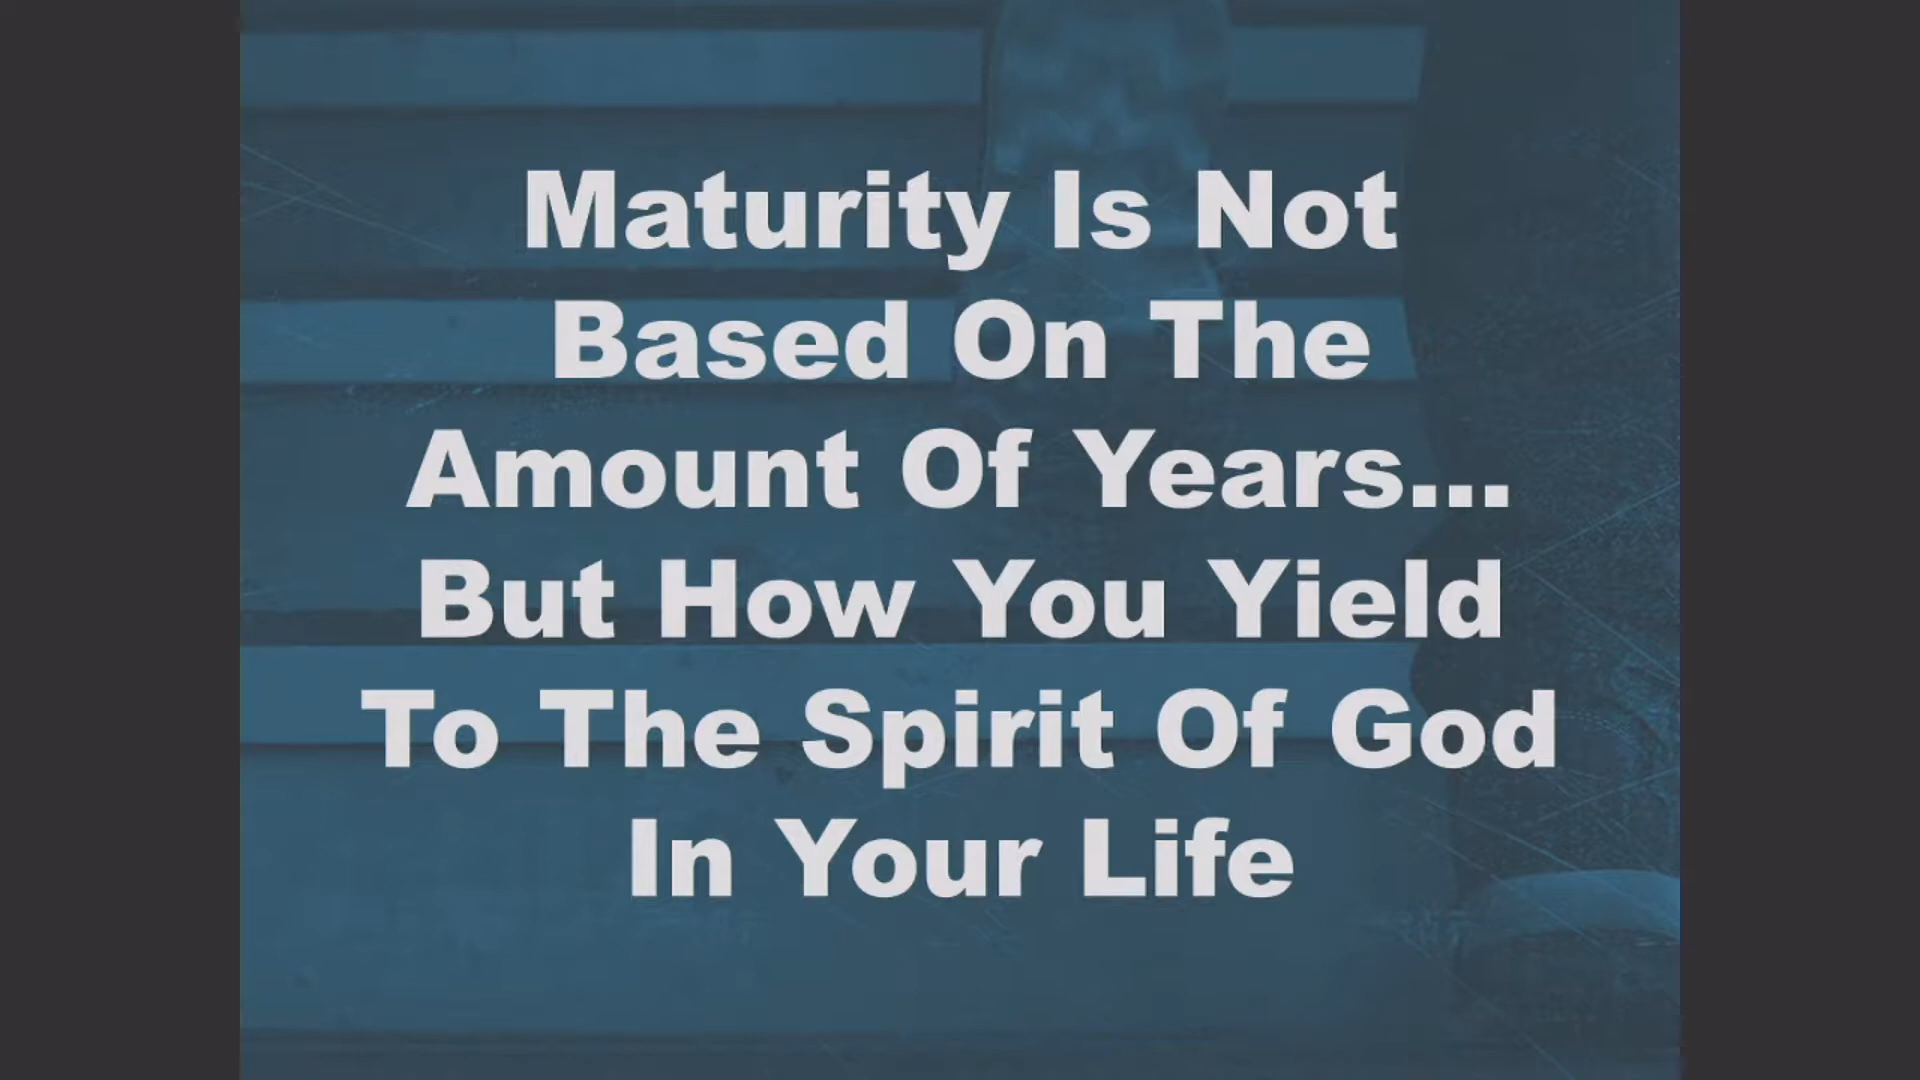 Maturity Is Not
Based On The
Amount Of Years...
But How You Yield
To The Spirit Of God
In Your Life